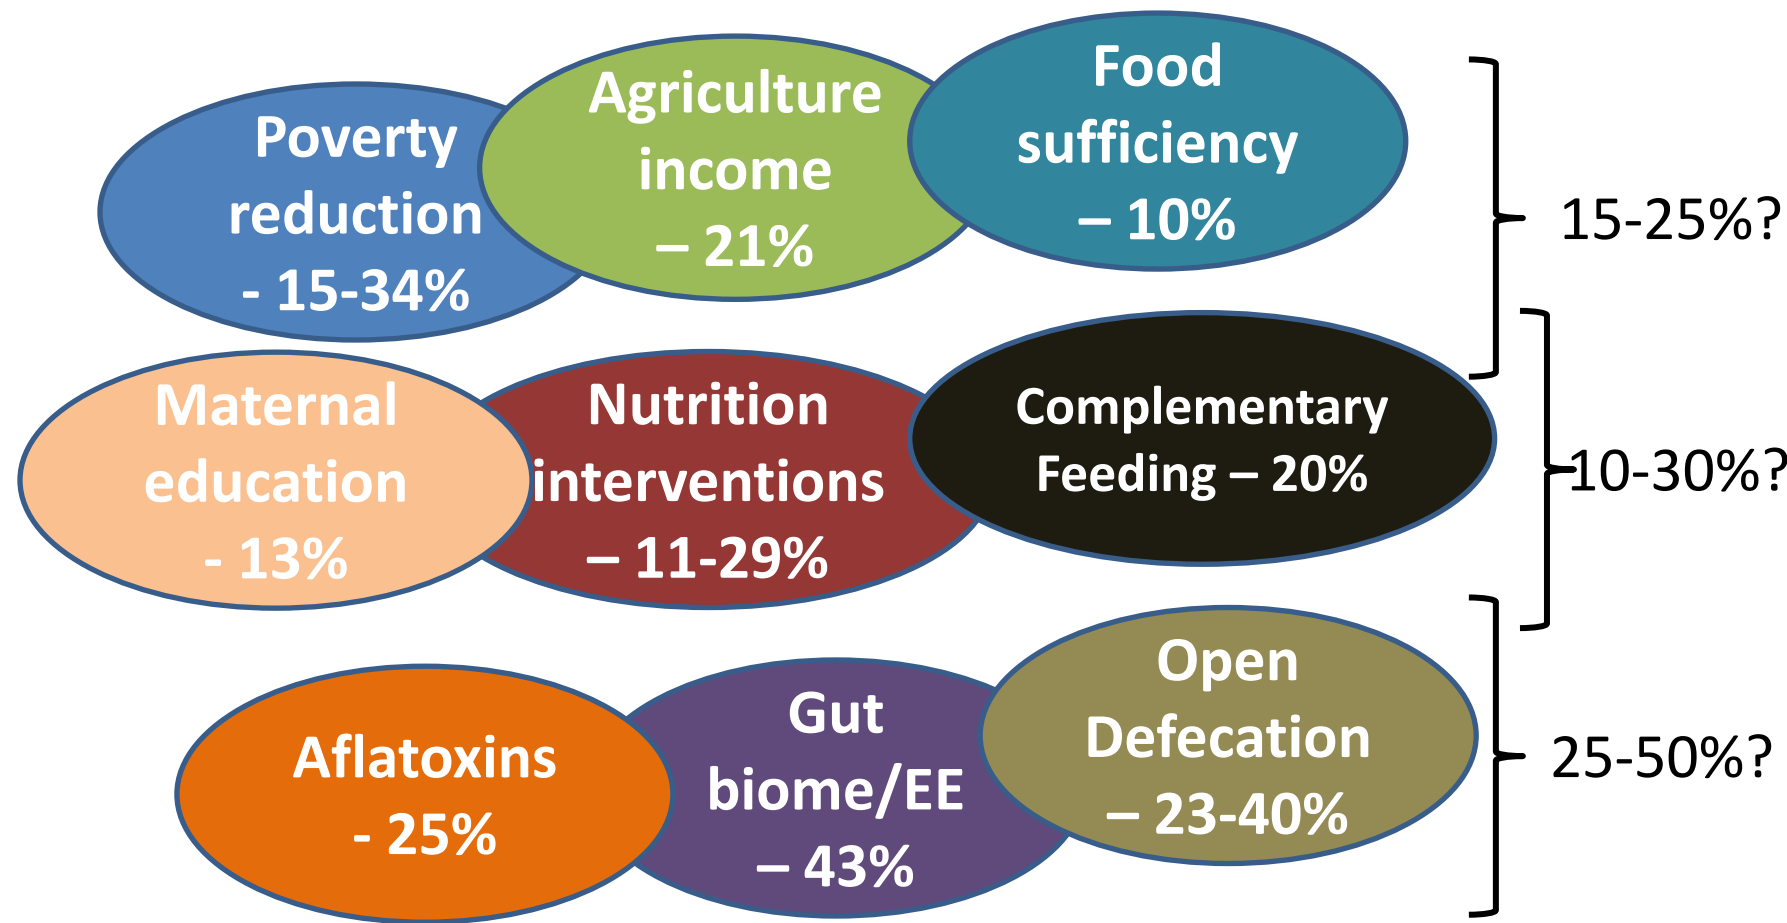 Poverty
reduction
- 15-34%
Agriculture
income
– 21%
Food
sufficiency
– 10%
15-25%?
Maternal
education
- 13%
Nutrition
interventions
– 11-29%
Complementary
Feeding – 20%
10-30%?
Aflatoxins
- 25%
Gut
biome/EE
– 43%
Open
Defecation
– 23-40%
25-50%?